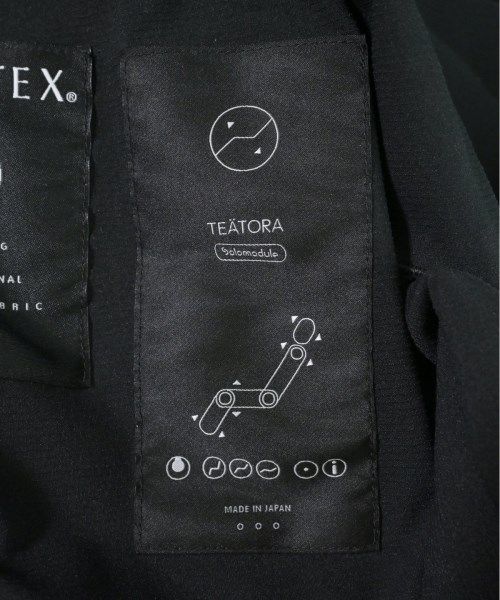 TEX®
G
NAL
BRIC
TEÄTORA
Solomodule
i
MADE IN JAPAN